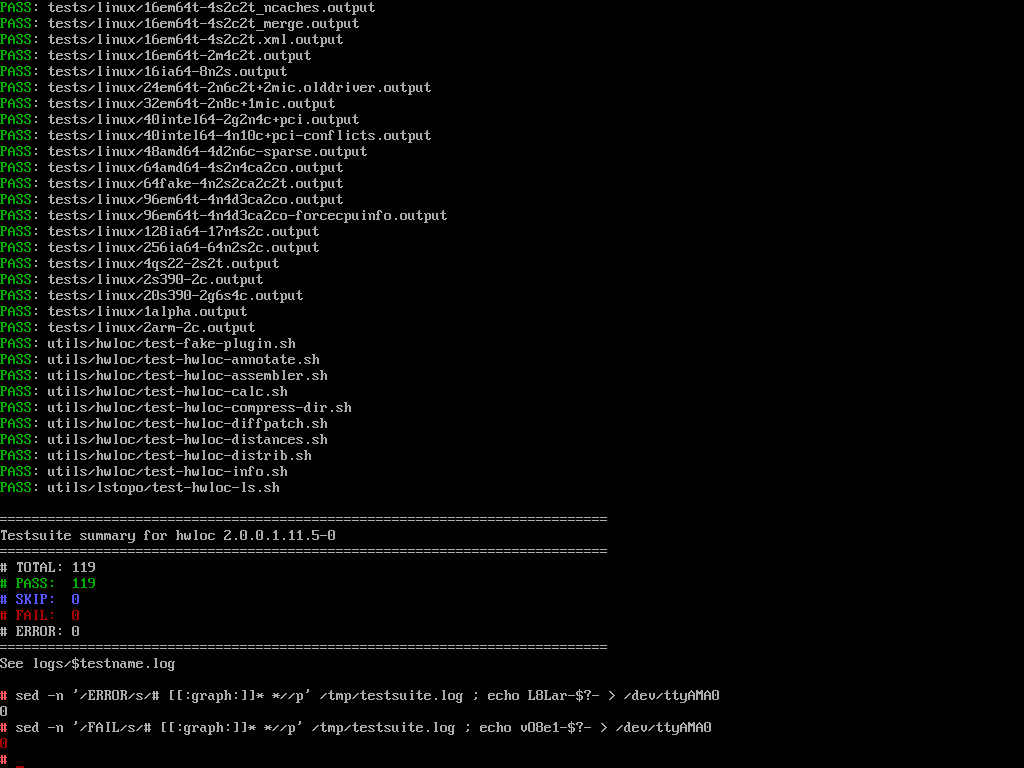 PASS: tests/linux/16em64t-4s2c2t_ncaches.output
PASS: tests/linux/16em64t-4s2c2t_merge.output
PASS: tests/linux/16em64t-4s2c2t.xml.output
PASS: tests/linux/16em64t-2m4c2t.output
PASS: tests/linux/16ia64-8n2s.output
PASS: tests/linux/24em64t-2n6c2t+2mic.olddriver.output
PASS: tests/linux/32em64t-2n8c+1mic.output
PASS: tests/linux/40intel64-2g2n4c+pci.output
PASS: tests/linux/40intel64-4n10c+pci-conflicts.output
PASS: tests/linux/48amd64-4d2n6c-sparse.output
PASS: tests/linux/64amd64-4s2n4ca2co.output
PASS: tests/linux/64fake-4n2s2ca2c2t.output
PASS: tests/linux/96em64t-4n4d3ca2co.output
PASS: tests/linux/96em64t-4n4d3ca2co-forcecpuinfo.output
PASS: tests/linux/128ia64-17n4s2c.output
PASS: tests/linux/256ia64-64n2s2c.output
PASS: tests/linux/4qs22-2s2t.output
PASS: tests/linux/2s390-2c.output
PASS: tests/linux/20s390-2g6s4c.output
PASS: tests/linux/1alpha.output
PASS: tests/linux/2arm-2c.output
PASS: utils/hwloc/test-fake-plugin.sh
PASS: utils/hwloc/test-hwloc-annotate.sh
PASS: utils/hwloc/test-hwloc-assembler.sh
PASS: utils/hwloc/test-hwloc-calc.sh
PASS: utils/hwloc/test-hwloc-compress-dir.sh
PASS: utils/hwloc/test-hwloc-diffpatch.sh
PASS: utils/hwloc/test-hwloc-distances.sh
PASS: utils/hwloc/test-hwloc-distrib.sh
PASS: utils/hwloc/test-hwloc-info.sh
PASS: utils/lstopo/test-hwloc-ls.sh
============================================================================
Testsuite summary for hwloc 2.0.0.1.11.5-0
============================================================================
# TOTAL: 119
# PASS:  119
# SKIP:  0
# FAIL:  0
# ERROR: 0
============================================================================
See logs/$testname.log
# sed -n '/ERROR/s/# [[:graph:]]* *//p' /tmp/testsuite.log ; echo L8Lar-$?- > /dev/ttyAMA0
0
# sed -n '/FAIL/s/# [[:graph:]]* *//p' /tmp/testsuite.log ; echo vO8e1-$?- > /dev/ttyAMA0
0
# _